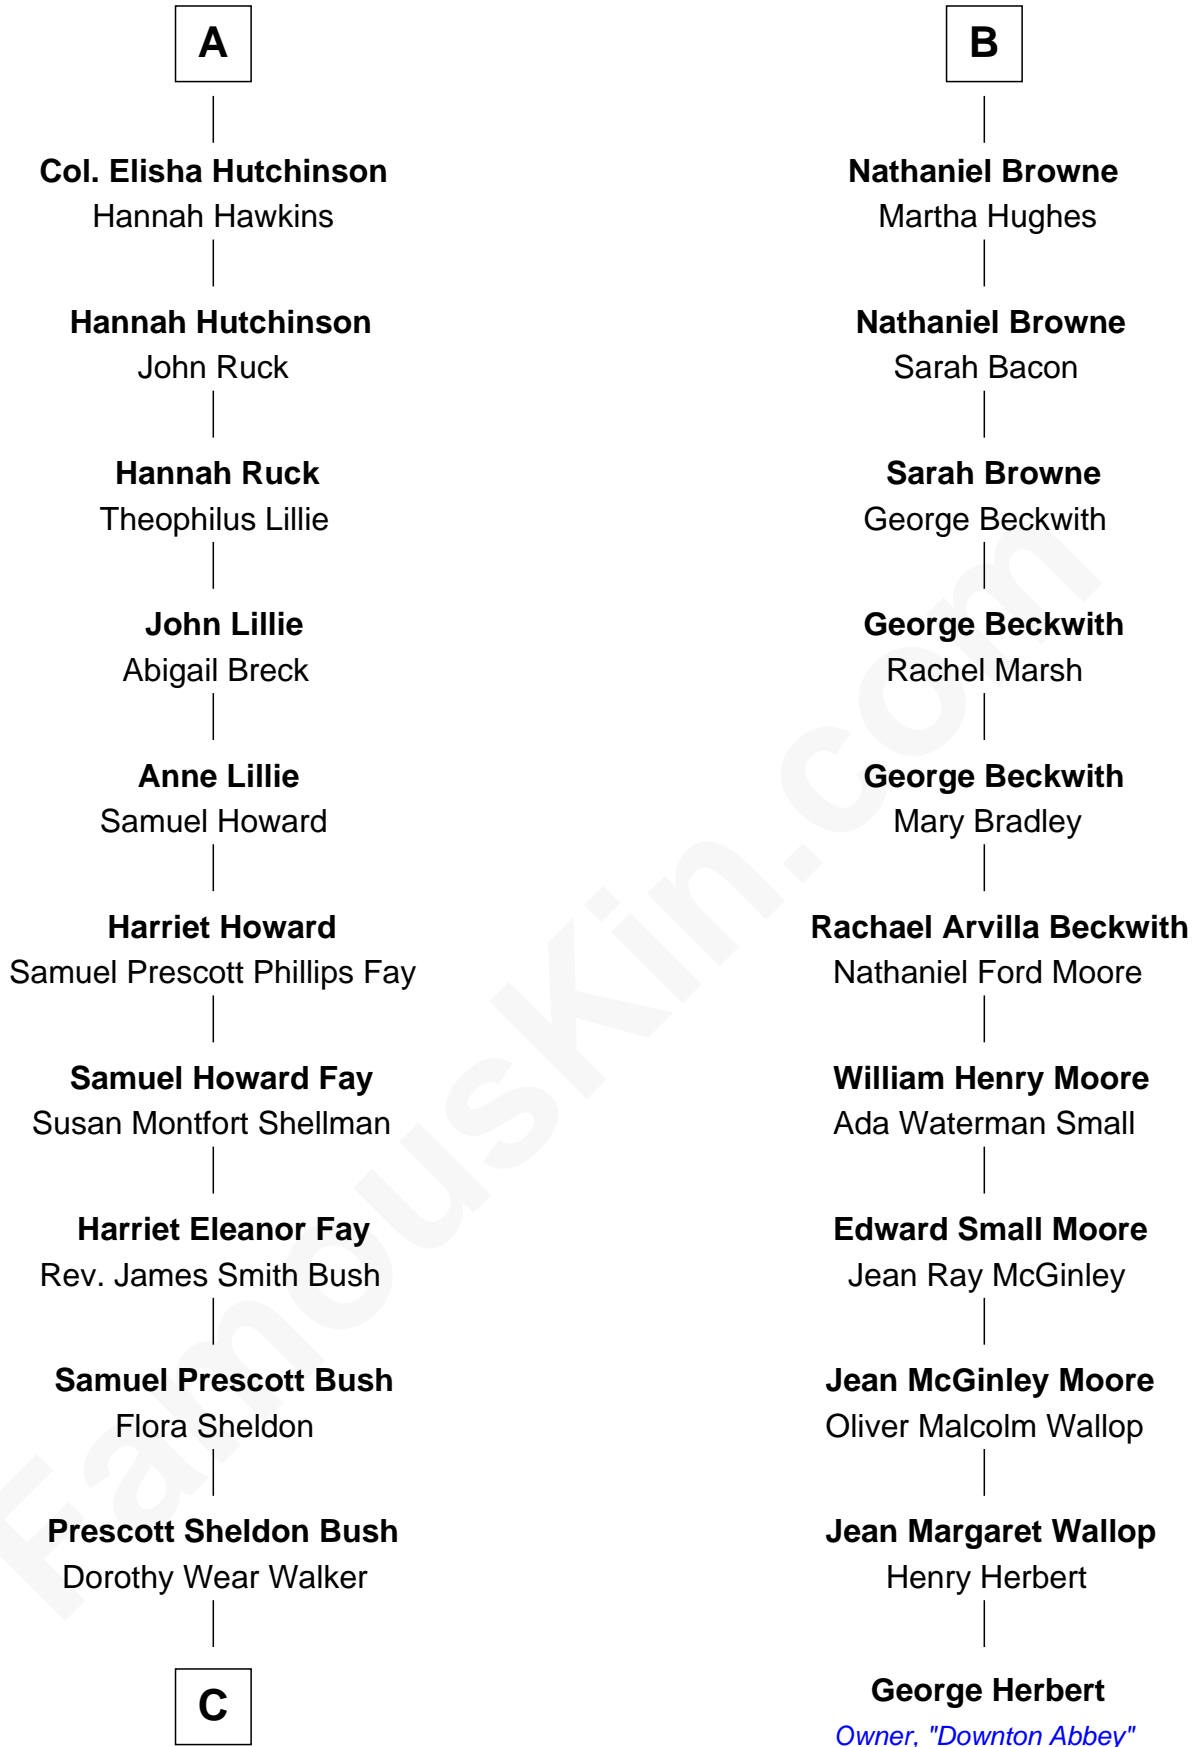 A
Col. Elisha Hutchinson
Hannah Hawkins
Hannah Hutchinson
John Ruck
Hannah Ruck
Theophilus Lillie
John Lillie
Abigail Breck
Anne Lillie
Samuel Howard
Harriet Howard
Samuel Prescott Phillips Fay
Samuel Howard Fay
Susan Montfort Shellman
Harriet Eleanor Fay
Rev. James Smith Bush
Samuel Prescott Bush
Flora Sheldon
Prescott Sheldon Bush
Dorothy Wear Walker
C
B
Nathaniel Browne
Martha Hughes
Nathaniel Browne
Sarah Bacon
Sarah Browne
George Beckwith
George Beckwith
Rachel Marsh
George Beckwith
Mary Bradley
Rachael Arvilla Beckwith
Nathaniel Ford Moore
William Henry Moore
Ada Waterman Small
Edward Small Moore
Jean Ray McGinley
Jean McGinley Moore
Oliver Malcolm Wallop
Jean Margaret Wallop
Henry Herbert
George Herbert
Owner, "Downton Abbey"
FamousKin.com